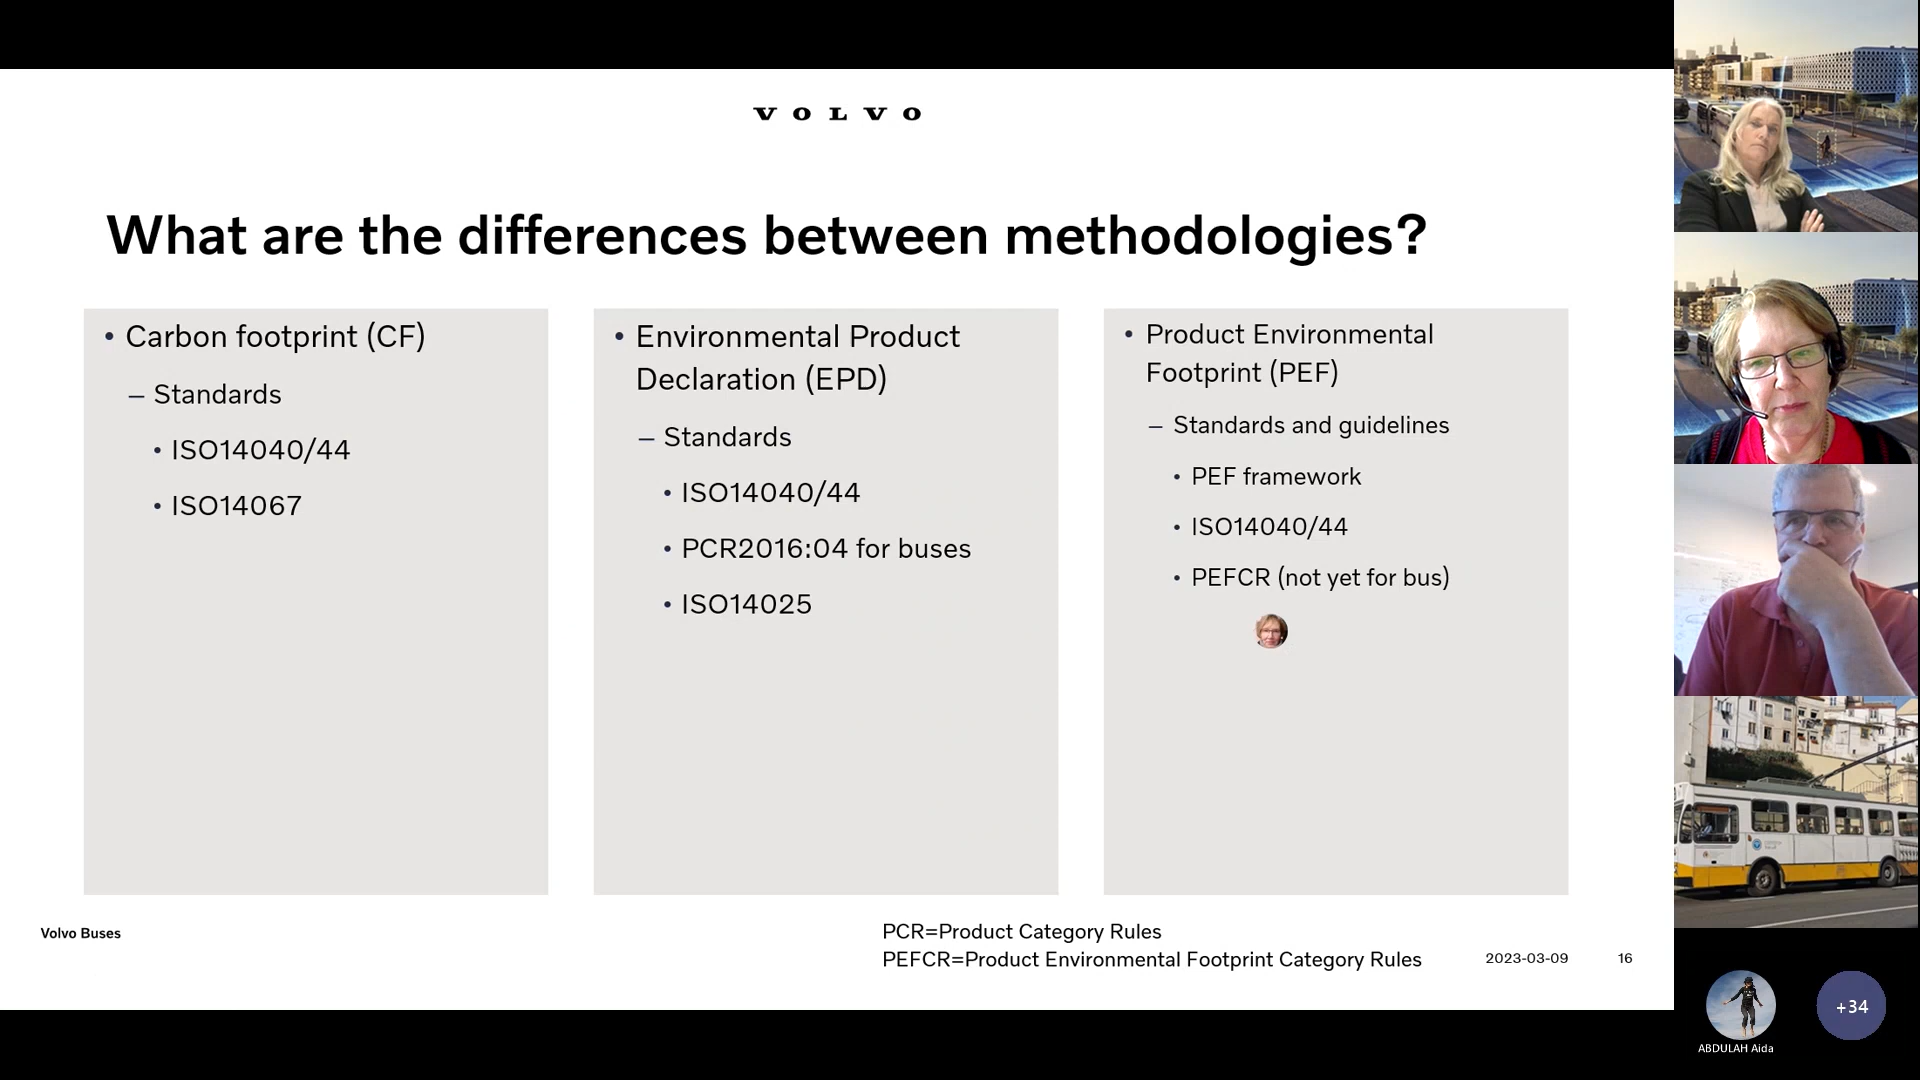 VOLVO
What are the differences between methodologies?
• Carbon footprint (CF)
– Standards
• ISO14040/44
• ISO14067
• Environmental Product
Declaration (EPD)
– Standards
• ISO14040/44
• PCR2016:04 for buses
• ISO14025
• Product Environmental
Footprint (PEF)
– Standards and guidelines
• PEF framework
• ISO14040/44
• PEFCR (not yet for bus)
Volvo Buses
PCR=Product Category Rules
PEFCR=Product Environmental Footprint Category Rules
2023-03-09
16
+34
ABDULAH Aida